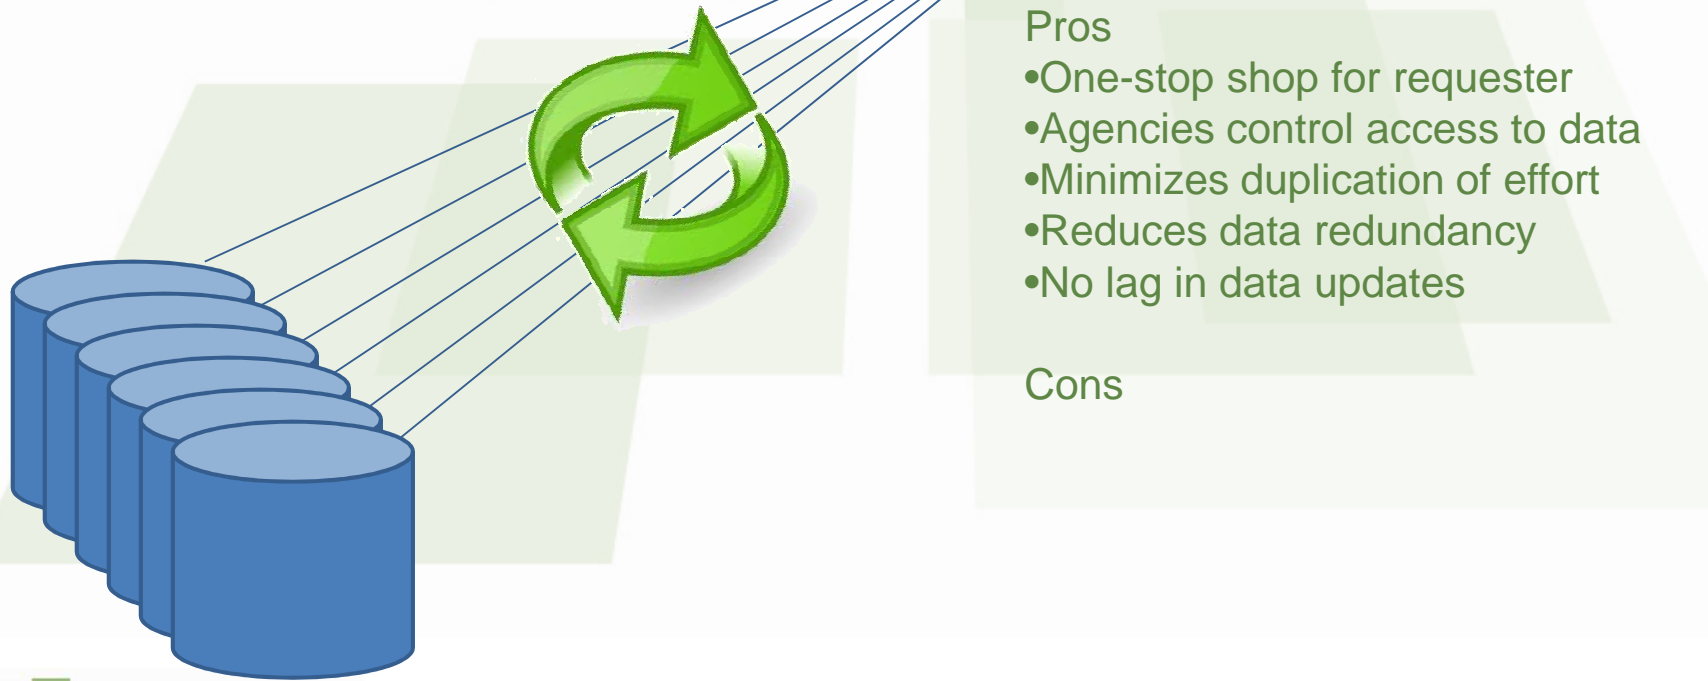 Pros
•One-stop shop for requester
•Agencies control access to data
•Minimizes duplication of effort
•Reduces data redundancy
•No lag in data updates
Cons